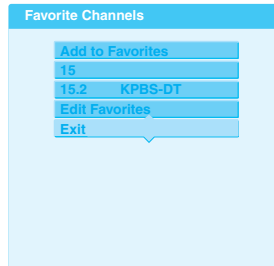 Favorite Channels
Add to Favorites
15
15.2 KPBS-DT
Edit Favorites
Exit